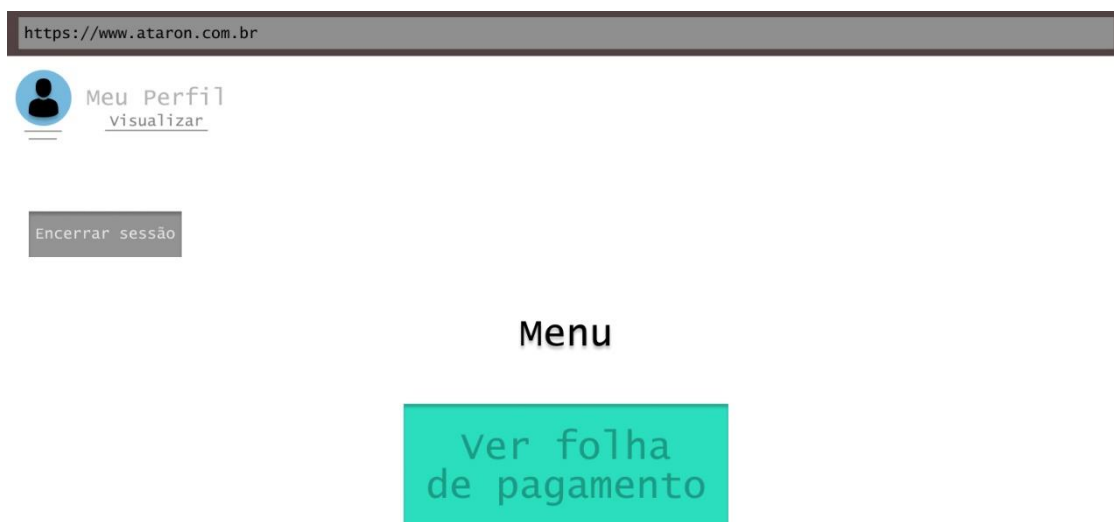 https://www.ataron.com.br
Meu Perfil
Visualizar
Encerrar sessão
Menu
Ver folha
de pagamento